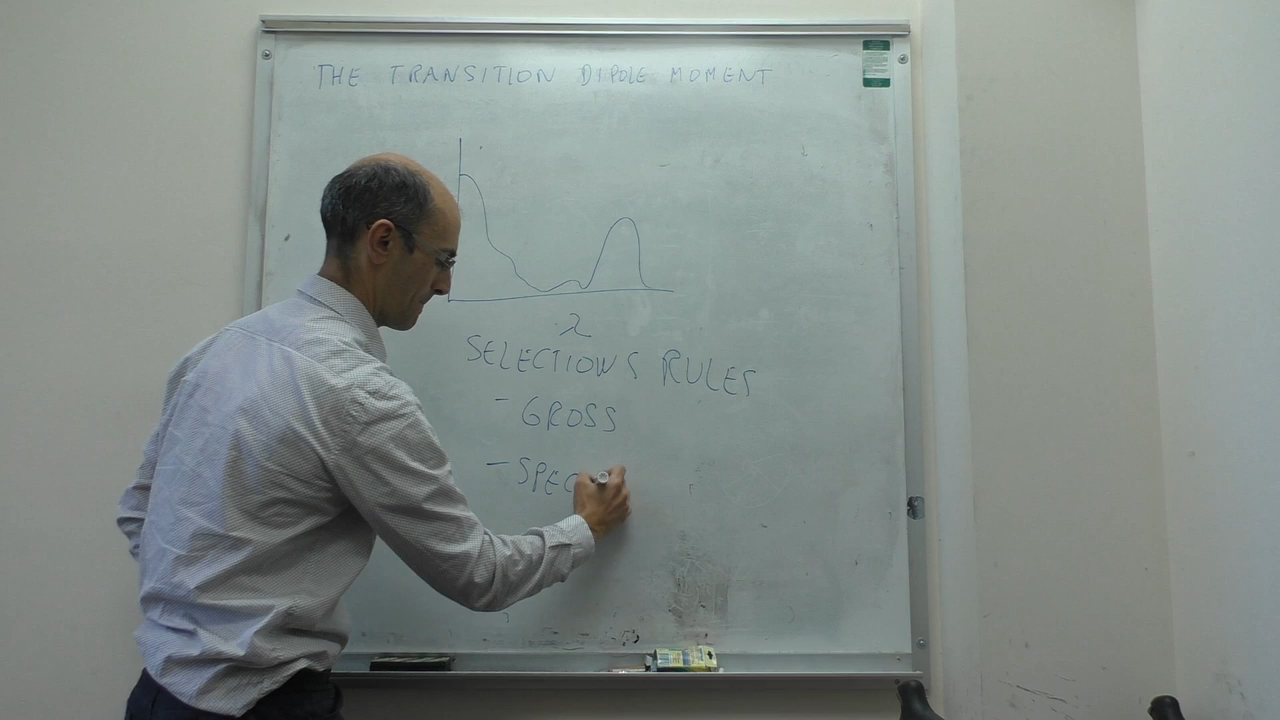 THE TRANSITION DIPOLE MOMENT
λ
SELECTIONS RULES
- GROSS
- SPEC